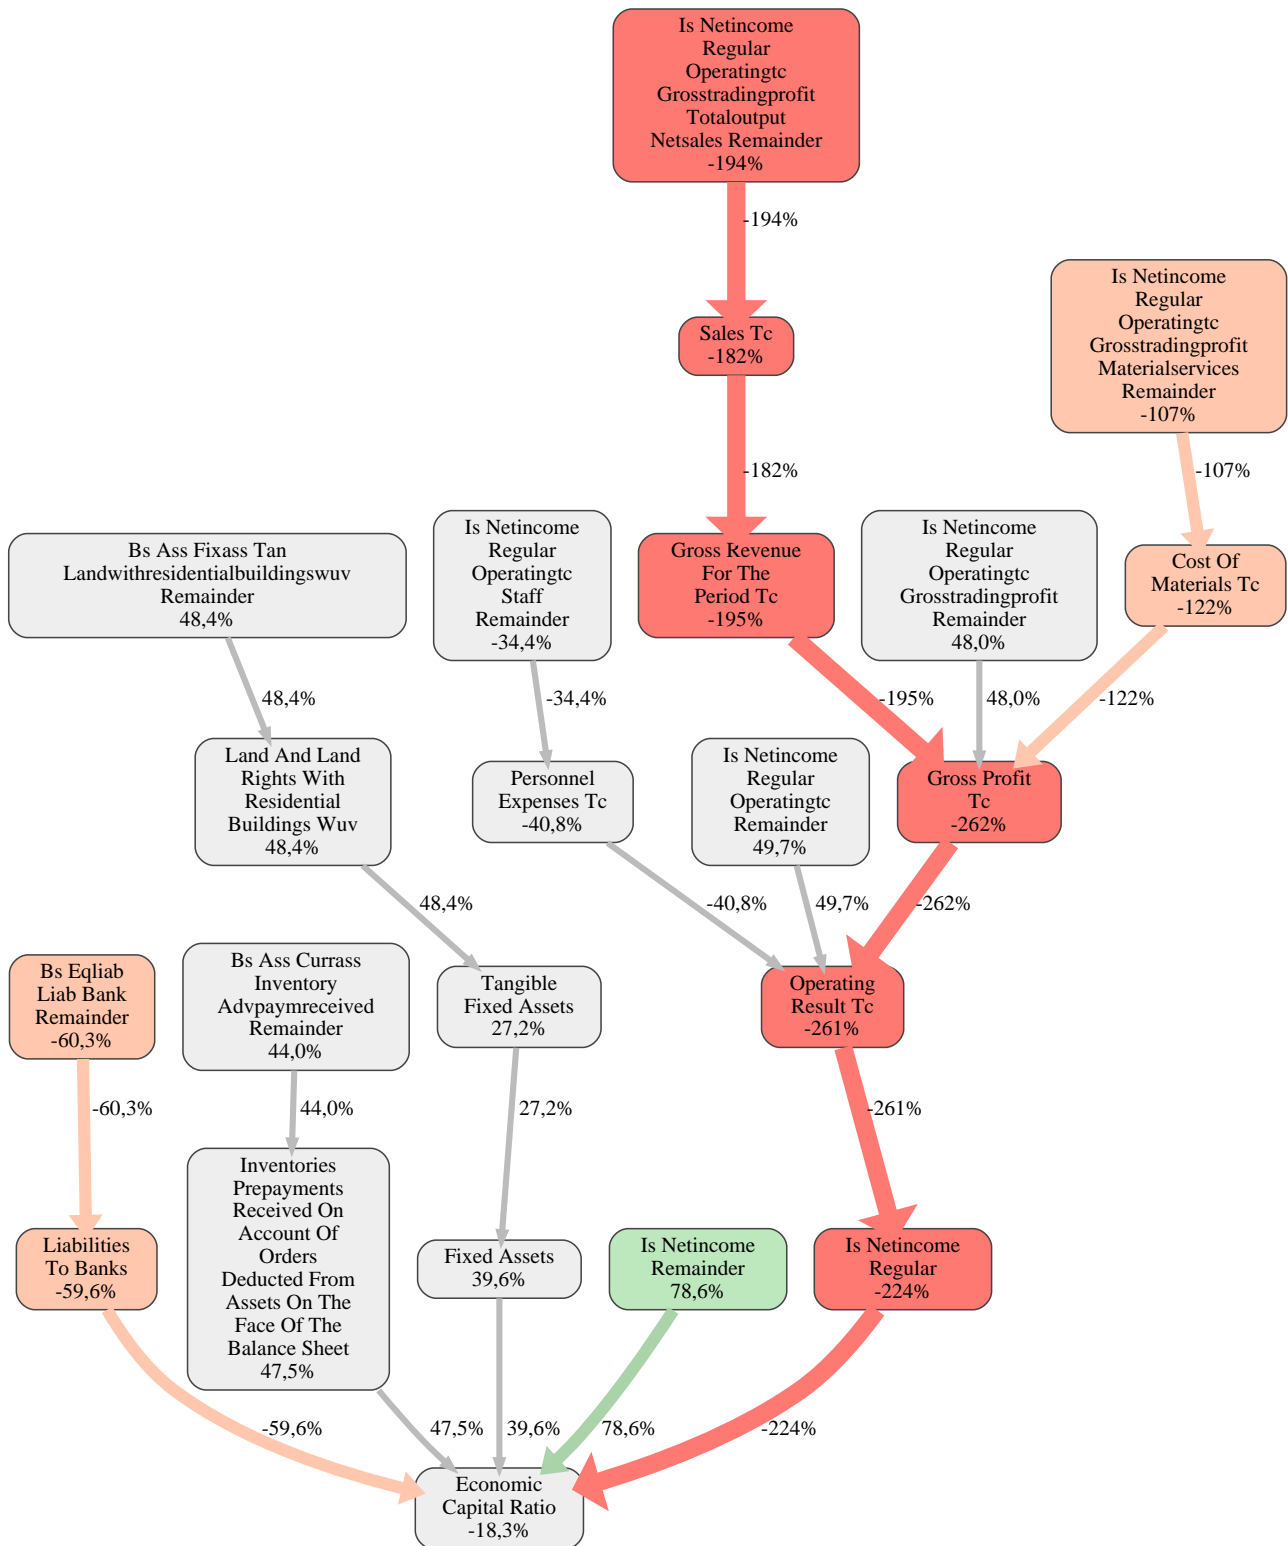 Is Netincome
Regular
Operatingtc
Grosstradingprofit
Totaloutput
Netsales Remainder
-194%
-194%
Is Netincome
Regular
Operatingtc
Grosstradingprofit
Materialservices
Remainder
-107%
Sales Tc
-182%
-182%
-107%
Bs Ass Fixass Tan
Landwithresidentialbuildingswuv
Remainder
48,4%
Is Netincome
Regular
Operatingtc
Staff
Remainder
-34,4%
Gross Revenue
For The
Period Tc
-195%
Is Netincome
Regular
Operatingtc
Grosstradingprofit
Remainder
48,0%
Cost Of
Materials Tc
-122%
48,4%
-34,4%
-195%
48,0%
-122%
Land And Land
Rights With
Residential
Buildings Wuv
48,4%
Personnel
Expenses Tc
-40,8%
Is Netincome
Regular
Operatingtc
Remainder
49,7%
Gross Profit
Tc
-262%
48,4%
-40,8%
49,7%
-262%
Bs Eqliab
Liab Bank
Remainder
-60,3%
Bs Ass Currass
Inventory
Advpaymreceived
Remainder
44,0%
Tangible
Fixed Assets
27,2%
Operating
Result Tc
-261%
-60,3%
44,0%
27,2%
-261%
Liabilities
To Banks
-59,6%
Inventories
Prepayments
Received On
Account Of
Orders
Deducted From
Assets On The
Face Of The
Balance Sheet
47,5%
Fixed Assets
39,6%
Is Netincome
Remainder
78,6%
Is Netincome
Regular
-224%
-59,6%
47,5%
39,6%
78,6%
-224%
Economic
Capital Ratio
-18,3%